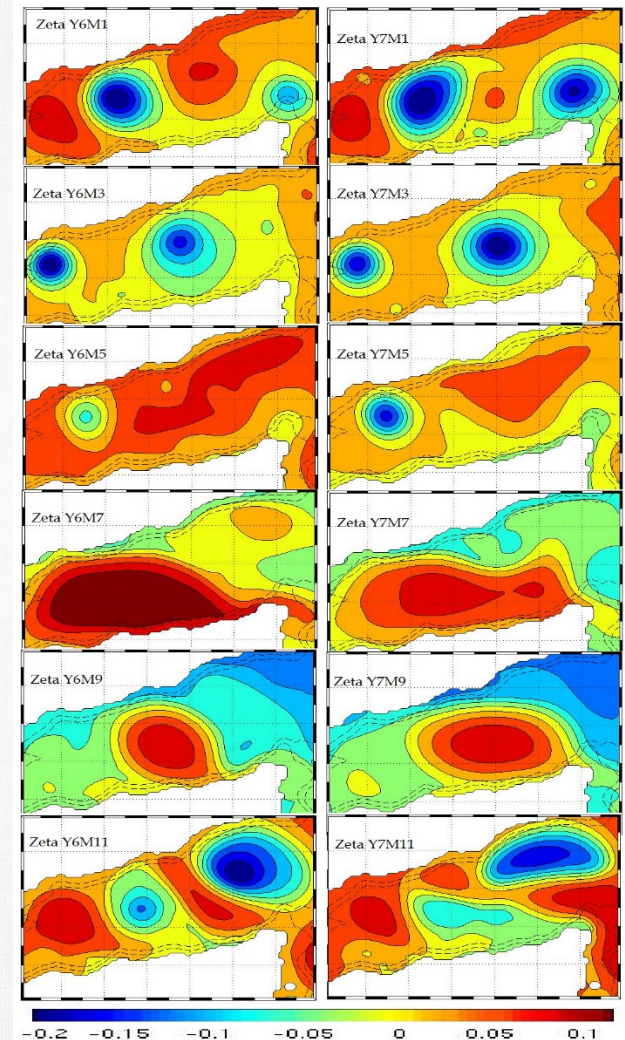 Zeta Y6M1
Zeta Y7M1
Zeta Y6M3
Zeta Y7M3
Zeta Y6M5
Zeta Y7M5
Zeta Y6M7
Zeta Y7M7
Zeta Y6M9
Zeta Y7M9
Zeta Y6M11
Zeta Y7M11
-0.2 -0.15 -0.1 -0.05 0 0.05 0.1